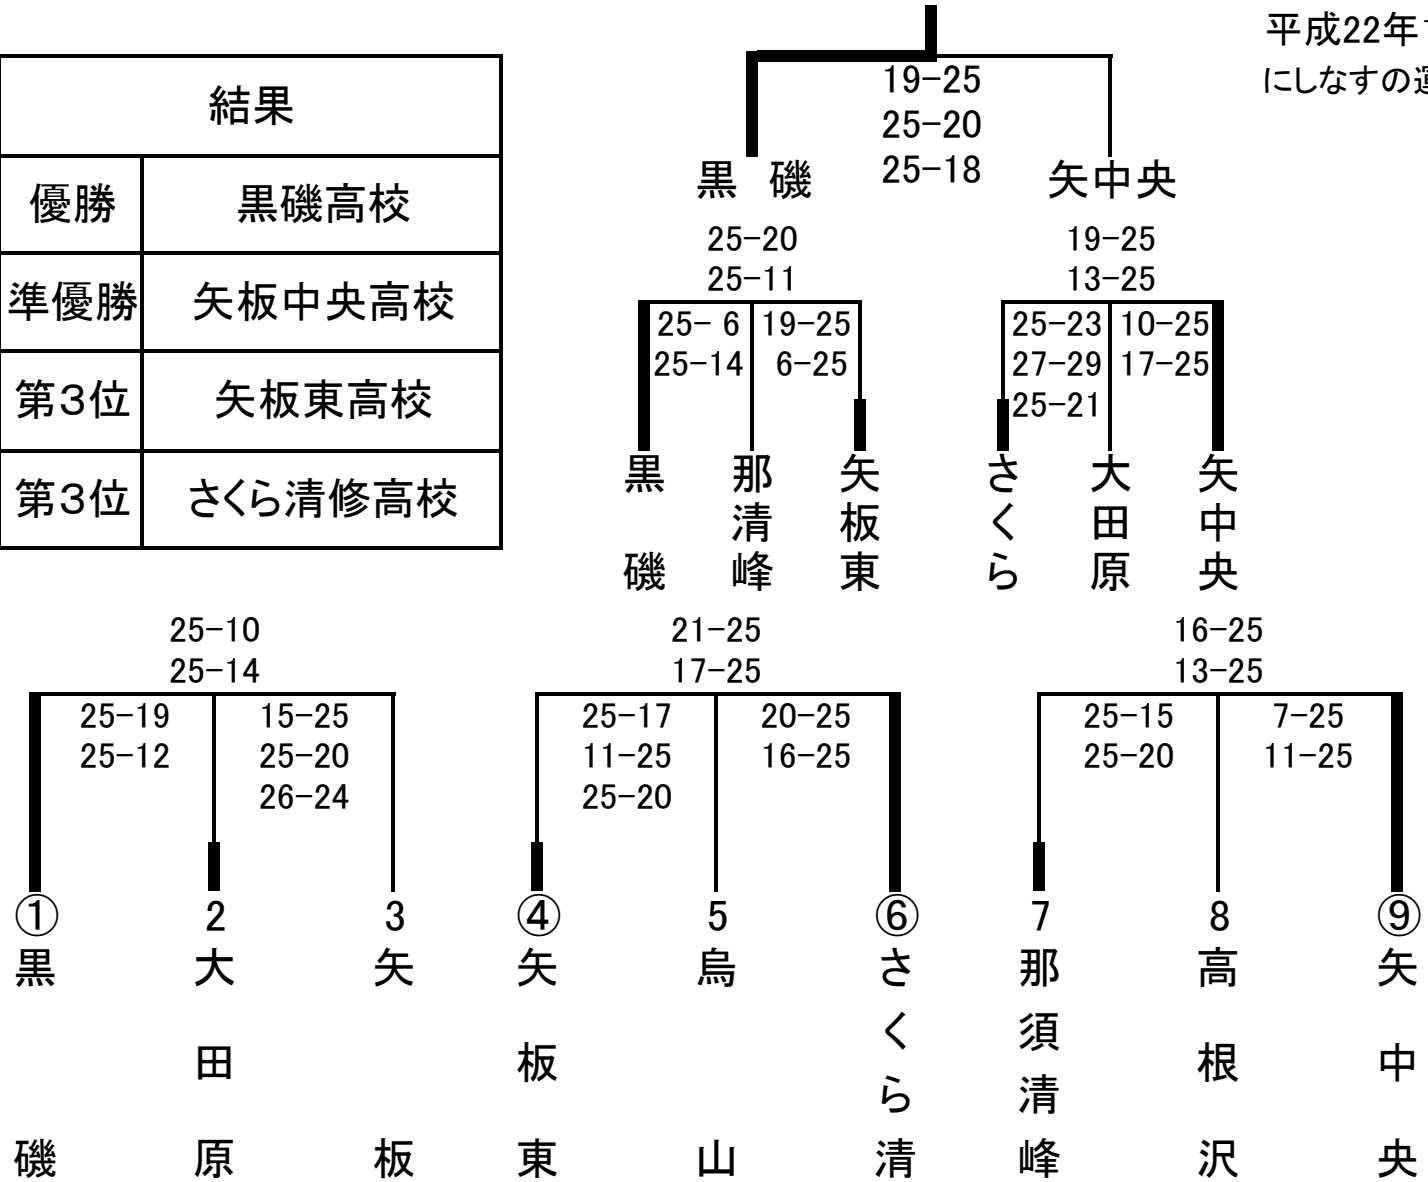 平成22年
にしなすの運
結果
優勝 黒磯高校
準優勝 矢板中央高校
第3位 矢板東高校
第3位 さくら清修高校
19-25
25-20
25-18
黒 磯 矢中央
25-20 19-25
25-11 13-25
25- 6 19-25 25-23 10-25
25-14 6-25 27-29 17-25
25-21
黒磯 那清峰 矢板東 さくら 大田原 矢中央
25-10 21-25 16-25
25-14 17-25 13-25
25-19 15-25 25-17 20-25 25-15 7-25
25-12 25-20 11-25 16-25 25-20 11-25
26-24 25-20
① 2 3 ④ 5 ⑥ 7 8 ⑨
黒磯 大田原 矢板 矢板東 烏山 さくら清 那須清峰 高根沢 矢中央